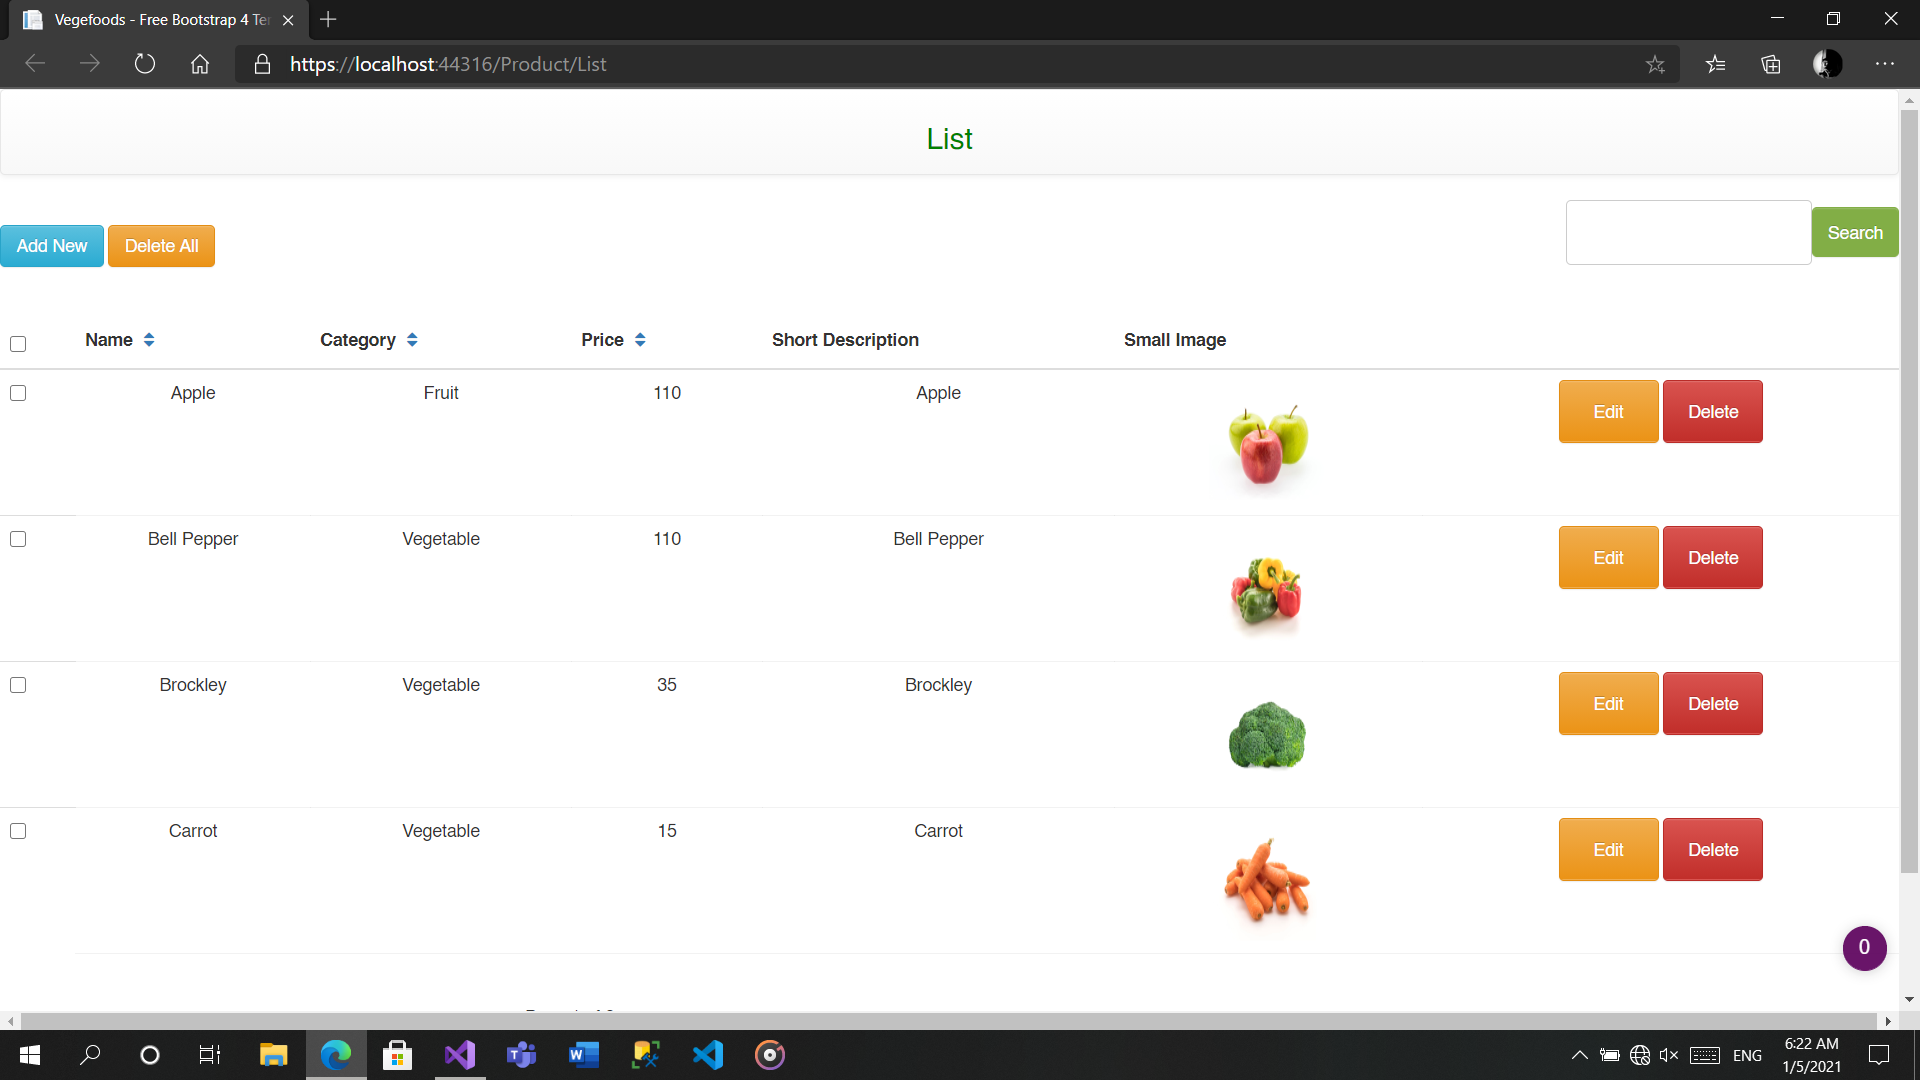 Vegefoods - Free Bootstrap 4 Te
https://localhost:44316/Product/List
List
Add New
Delete All
Search
Name
Category
Price
Short Description
Small Image
Apple
Fruit
110
Apple
Edit
Delete
Bell Pepper
Vegetable
110
Bell Pepper
Edit
Delete
Brockley
Vegetable
35
Brockley
Edit
Delete
Carrot
Vegetable
15
Carrot
Edit
Delete
0
ENG
6:22 AM
1/5/2021